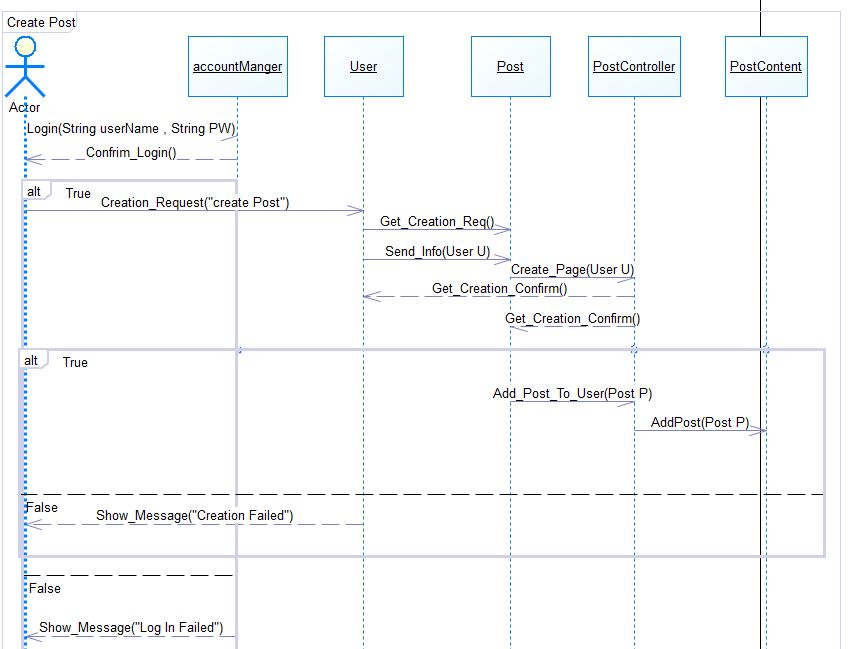 Create Post
accountManger
User
Post
PostController
PostContent
Actor
Login(String userName , String PW)
Confrim_Login()
alt
True
Creation_Request("create Post")
Get_Creation_Req()
Send_Info(User U)
Create_Page(User U)
Get_Creation_Confirm()
Get_Creation_Confirm()
alt
True
Add_Post_To_User(Post P)
AddPost(Post P)
False
Show_Message("Creation Failed")
False
Show_Message("Log In Failed")